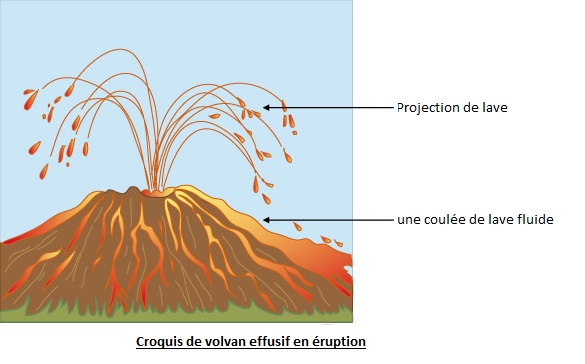 Projection de lave
une coulée de lave fluide
Croquis de volvan effusif en éruption